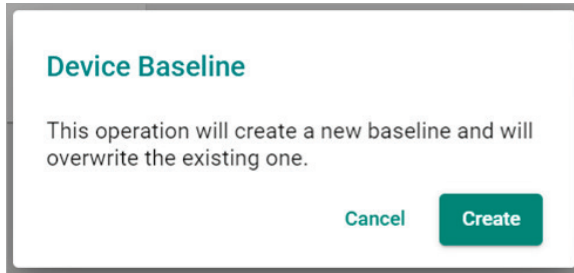 Device Baseline
This operation will create a new baseline and will
overwrite the existing one.
Cancel
Create